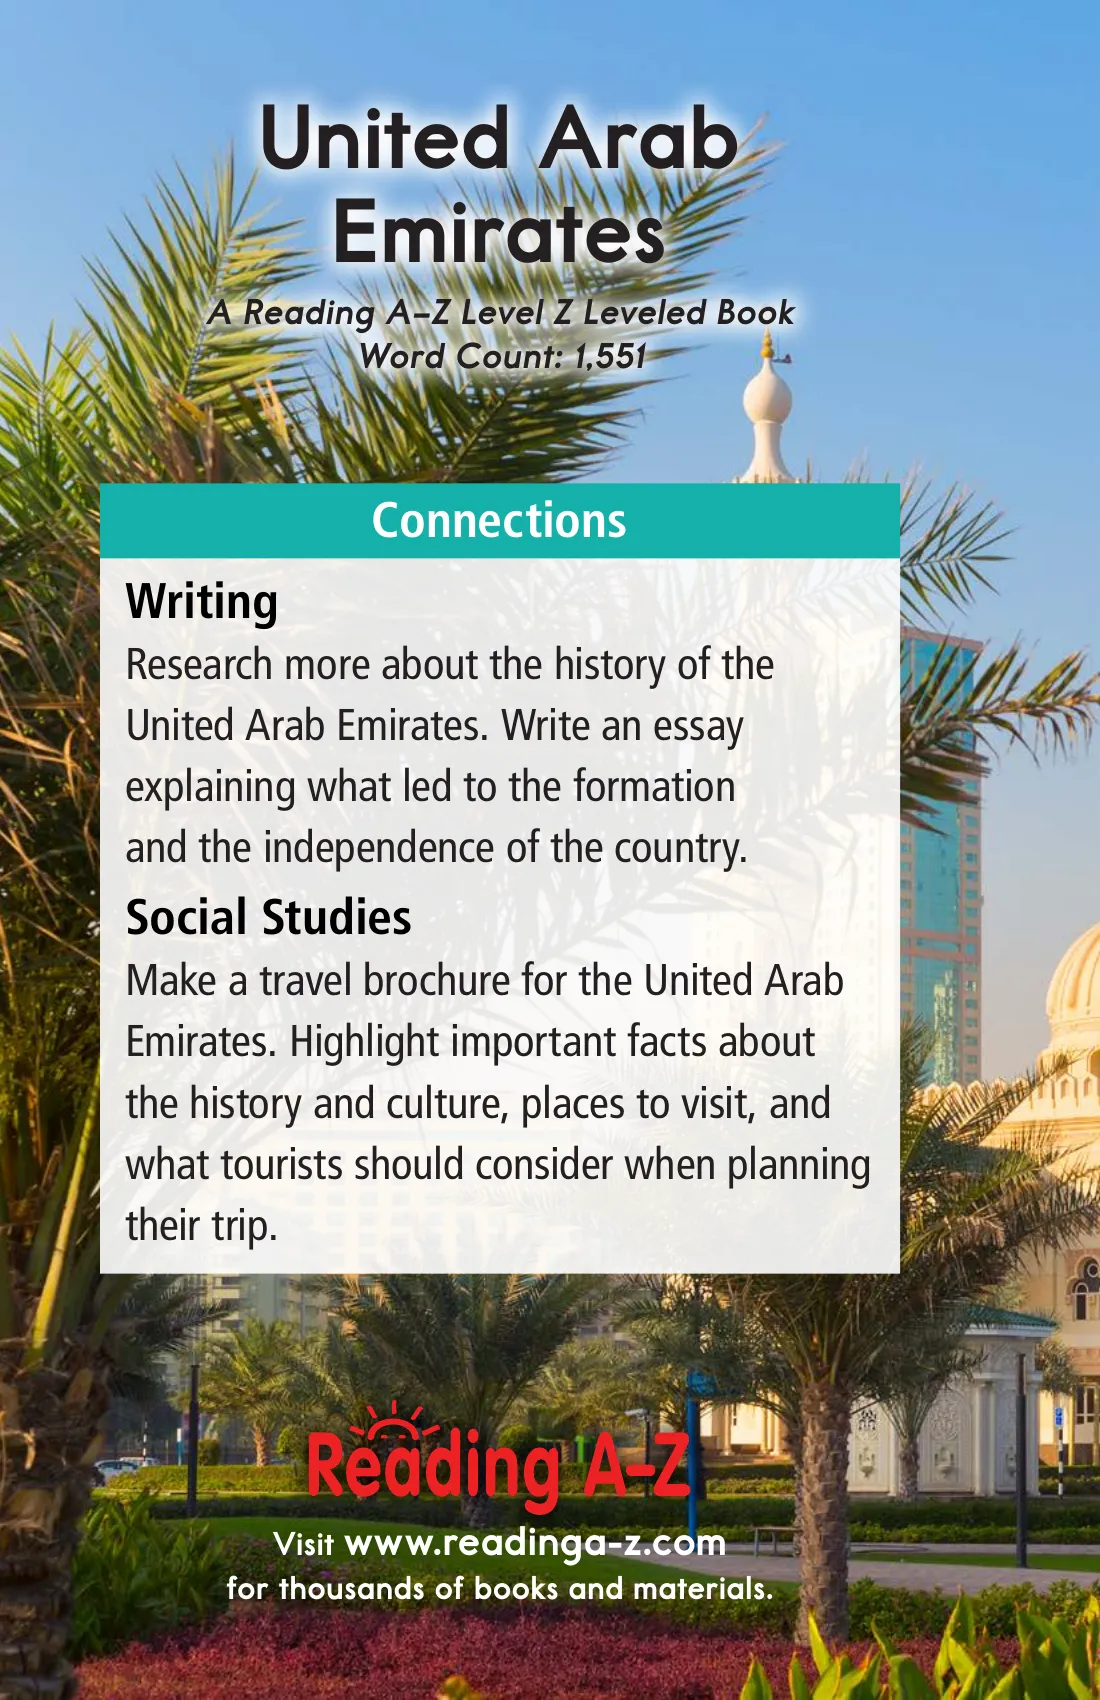 United Arab
Emirates
A Reading A–Z Level Z Leveled Book
Word Count: 1,551
Connections
Writing
Research more about the history of the
United Arab Emirates. Write an essay
explaining what led to the formation
and the independence of the country.
Social Studies
Make a travel brochure for the United Arab
Emirates. Highlight important facts about
the history and culture, places to visit, and
what tourists should consider when planning
their trip.
Reading A–Z
Visit www.readinga-z.com
for thousands of books and materials.